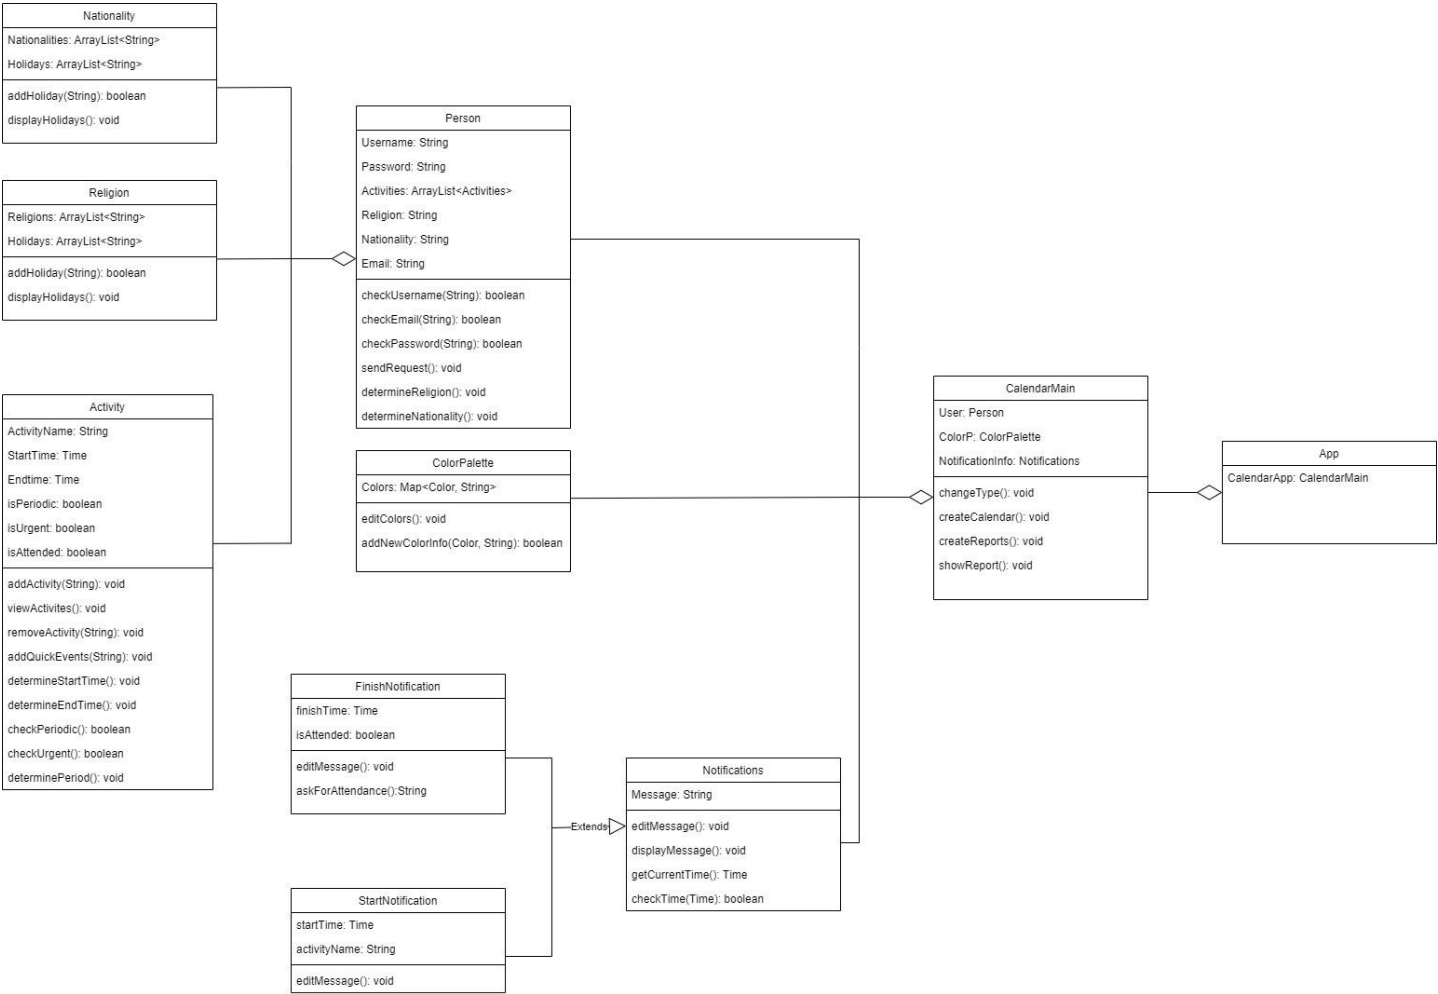 Nationality
Nationalities: ArrayList<String>
Holidays: ArrayList<String>
addHoliday(String): boolean
displayHolidays(): void
Religion
Religions: ArrayList<String>
Holidays: ArrayList<String>
addHoliday(String): boolean
displayHolidays(): void
Activity
ActivityName: String
StartTime: Time
Endtime: Time
isPeriodic: boolean
isUrgent: boolean
isAttended: boolean
addActivity(String): void
viewActivites(): void
removeActivity(String): void
addQuickEvents(String): void
determineStartTime(): void
determineEndTime(): void
checkPeriodic(): boolean
checkUrgent(): boolean
determinePeriod(): void
Person
Username: String
Password: String
Activities: ArrayList<Activities>
Religion: String
Nationality: String
Email: String
checkUsername(String): boolean
checkEmail(String): boolean
checkPassword(String): boolean
sendRequest(): void
determineReligion(): void
determineNationality(): void
ColorPalette
Colors: Map<Color, String>
editColors(): void
addNewColorInfo(Color, String): boolean
FinishNotification
finishTime: Time
isAttended: boolean
editMessage(): void
askForAttendance():String
StartNotification
startTime: Time
activityName: String
editMessage(): void
Extends
Notifications
Message: String
editMessage(): void
displayMessage(): void
getCurrentTime(): Time
checkTime(Time): boolean
CalendarMain
User: Person
ColorP: ColorPalette
NotificationInfo: Notifications
changeType(): void
createCalendar(): void
createReports(): void
showReport(): void
App
CalendarApp: CalendarMain